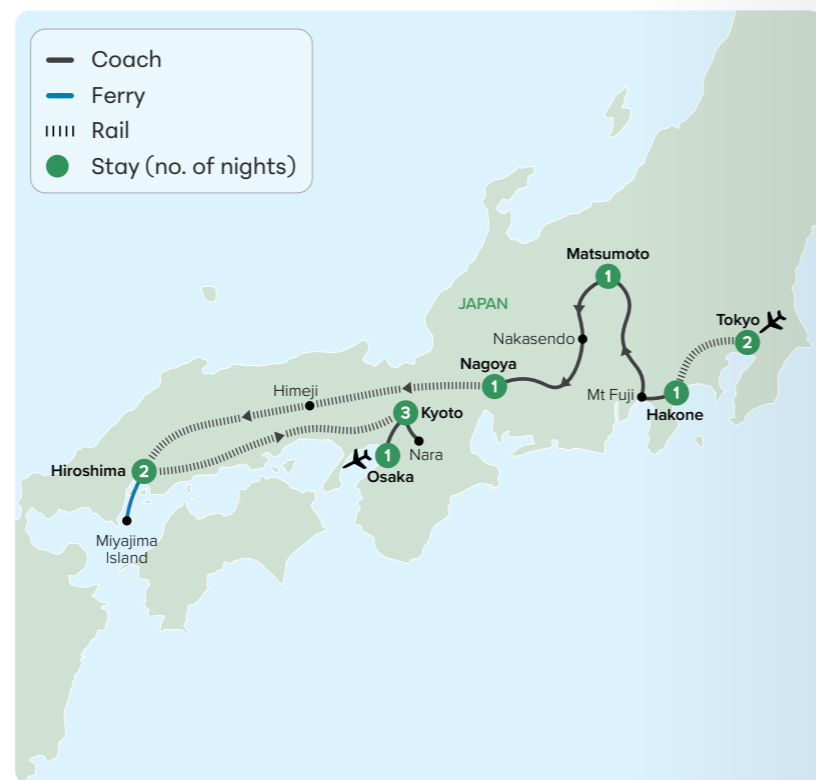 Coach
Ferry
Rail
Stay (no. of nights)
Matsumoto
1
JAPAN
Tokyo
2
Nakasendo
Nagoya
1
Mt Fuji
1
Hakone
Himeji
3
Kyoto
Nara
1
Osaka
Hiroshima
2
Miyajima
Island